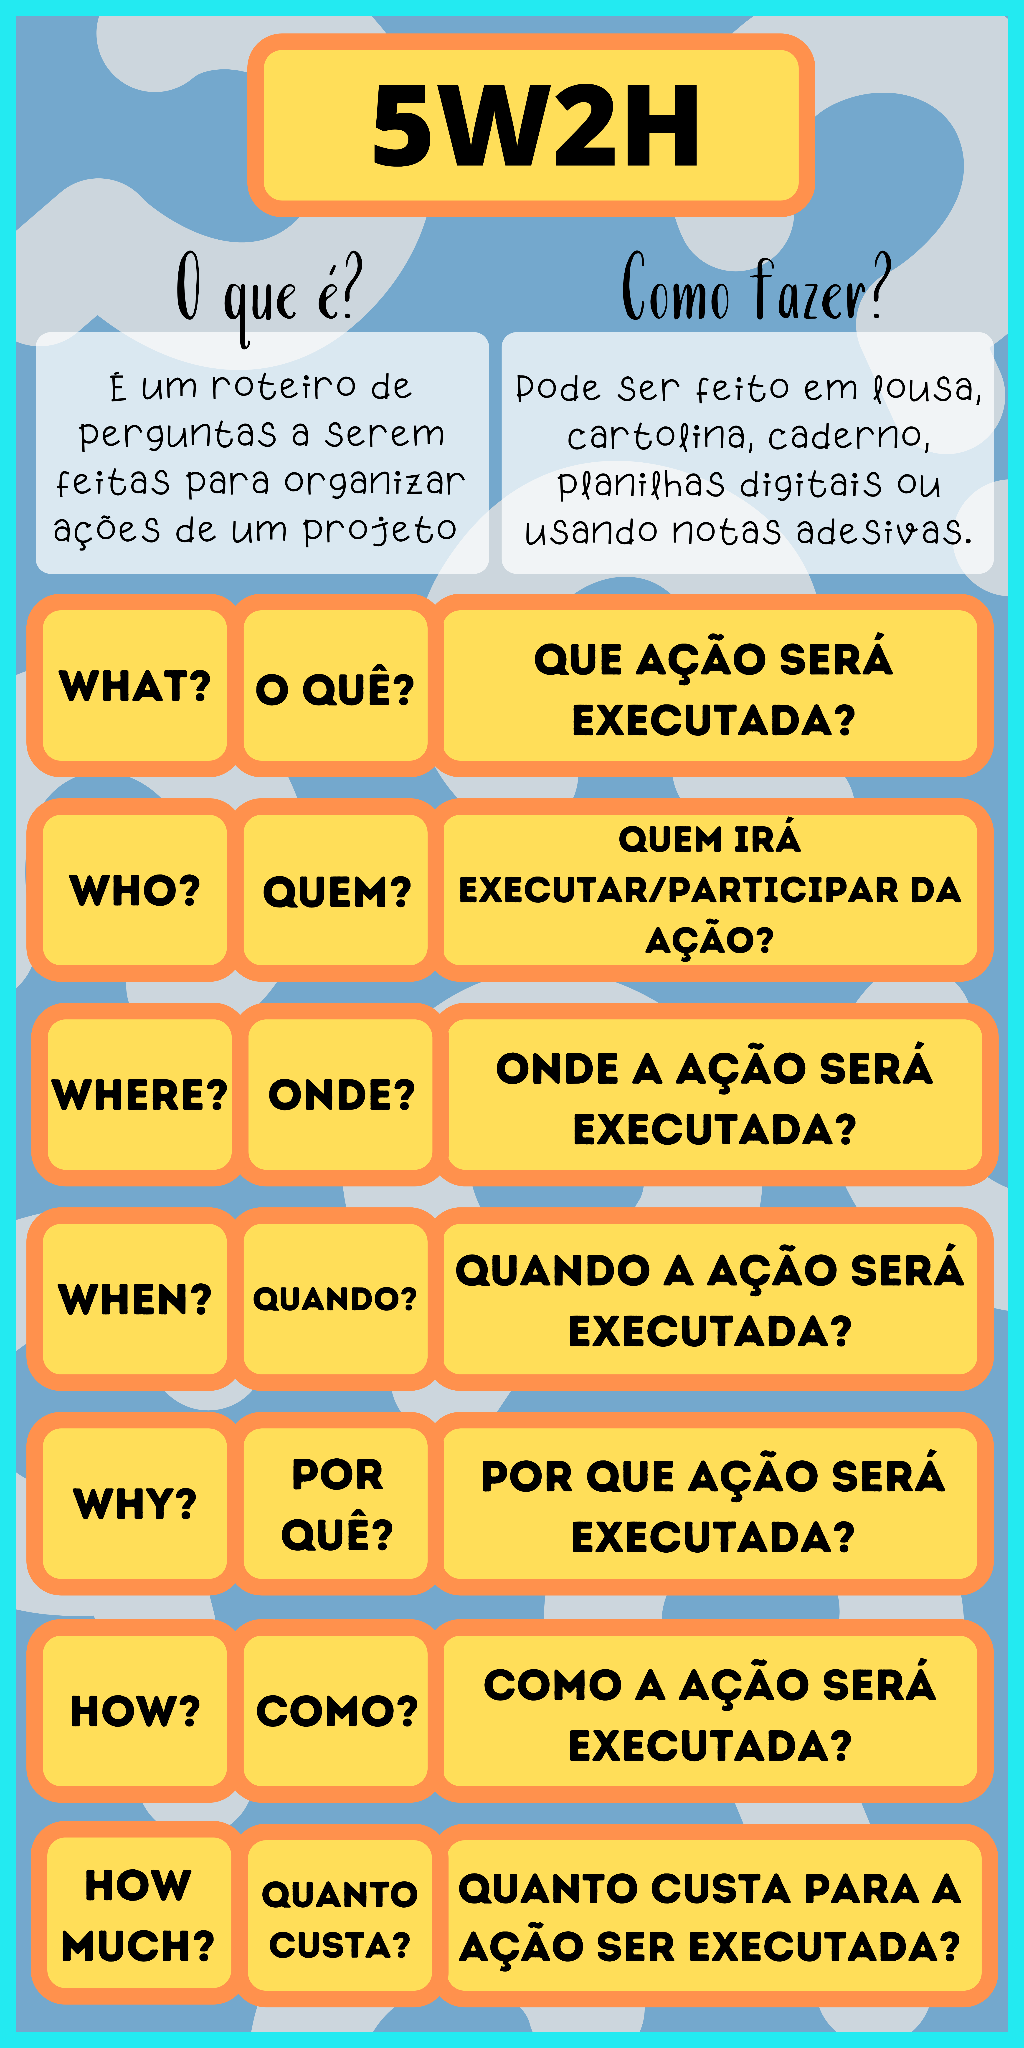 5W2H
O que é?
É um roteiro de
perguntas a serem
feitas para organizar
ações de um projeto
Como fazer?
Pode ser feito em lousa,
cartolina, caderno,
planilhas digitais ou
usando notas adesivas.
WHAT?
O QUÊ?
QUE AÇÃO SERÁ
EXECUTADA?
WHO?
QUEM?
QUEM IRÁ
EXECUTAR/PARTICIPAR DA
AÇÃO?
WHERE?
ONDE?
ONDE A AÇÃO SERÁ
EXECUTADA?
WHEN?
QUANDO?
QUANDO A AÇÃO SERÁ
EXECUTADA?
WHY?
POR
QUÊ?
POR QUE AÇÃO SERÁ
EXECUTADA?
HOW?
COMO?
COMO A AÇÃO SERÁ
EXECUTADA?
HOW
MUCH?
QUANTO
CUSTA?
QUANTO CUSTA PARA A
AÇÃO SER EXECUTADA?